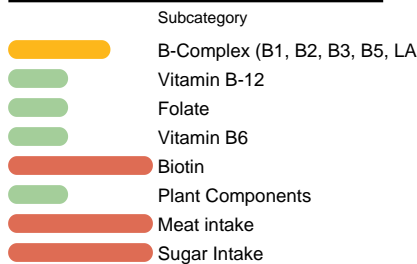 Subcategory
B-Complex (B1, B2, B3, B5, LA
Vitamin B-12
Folate
Vitamin B6
Biotin
Plant Components
Meat intake
Sugar Intake